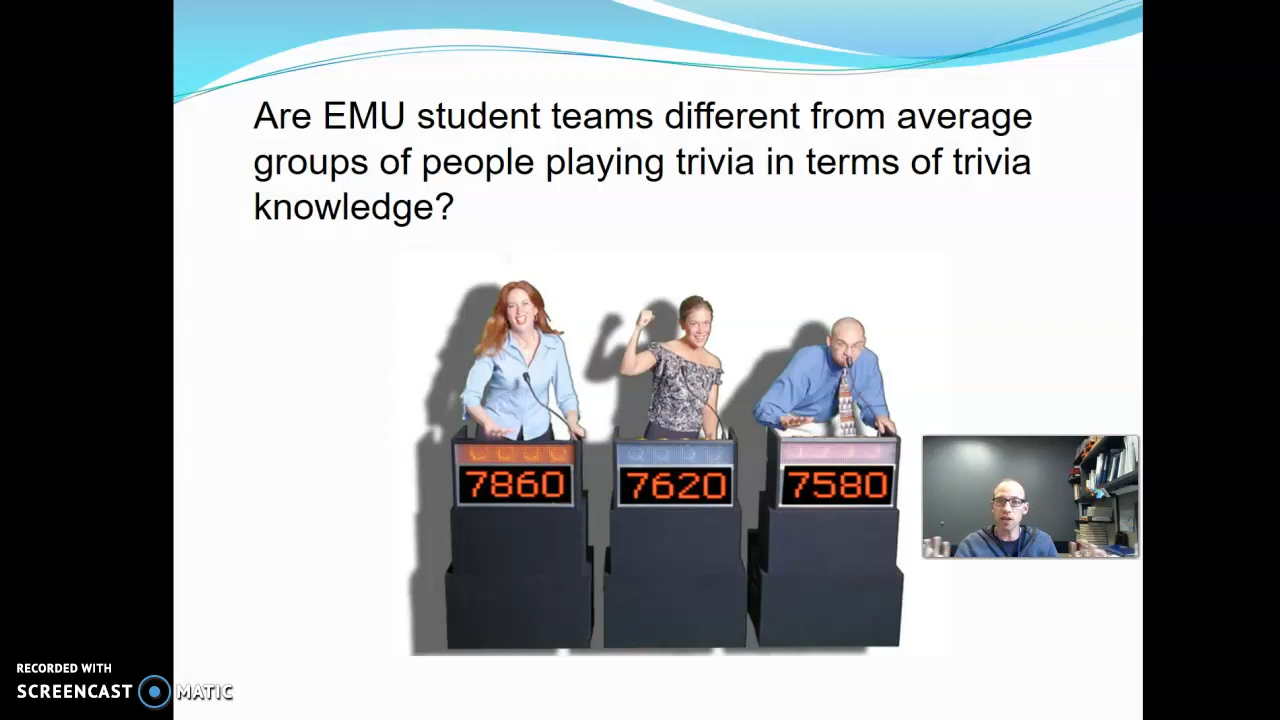 Are EMU student teams different from average
groups of people playing trivia in terms of trivia
knowledge?
7860
7620
7580
RECORDED WITH
SCREENCAST MATIC